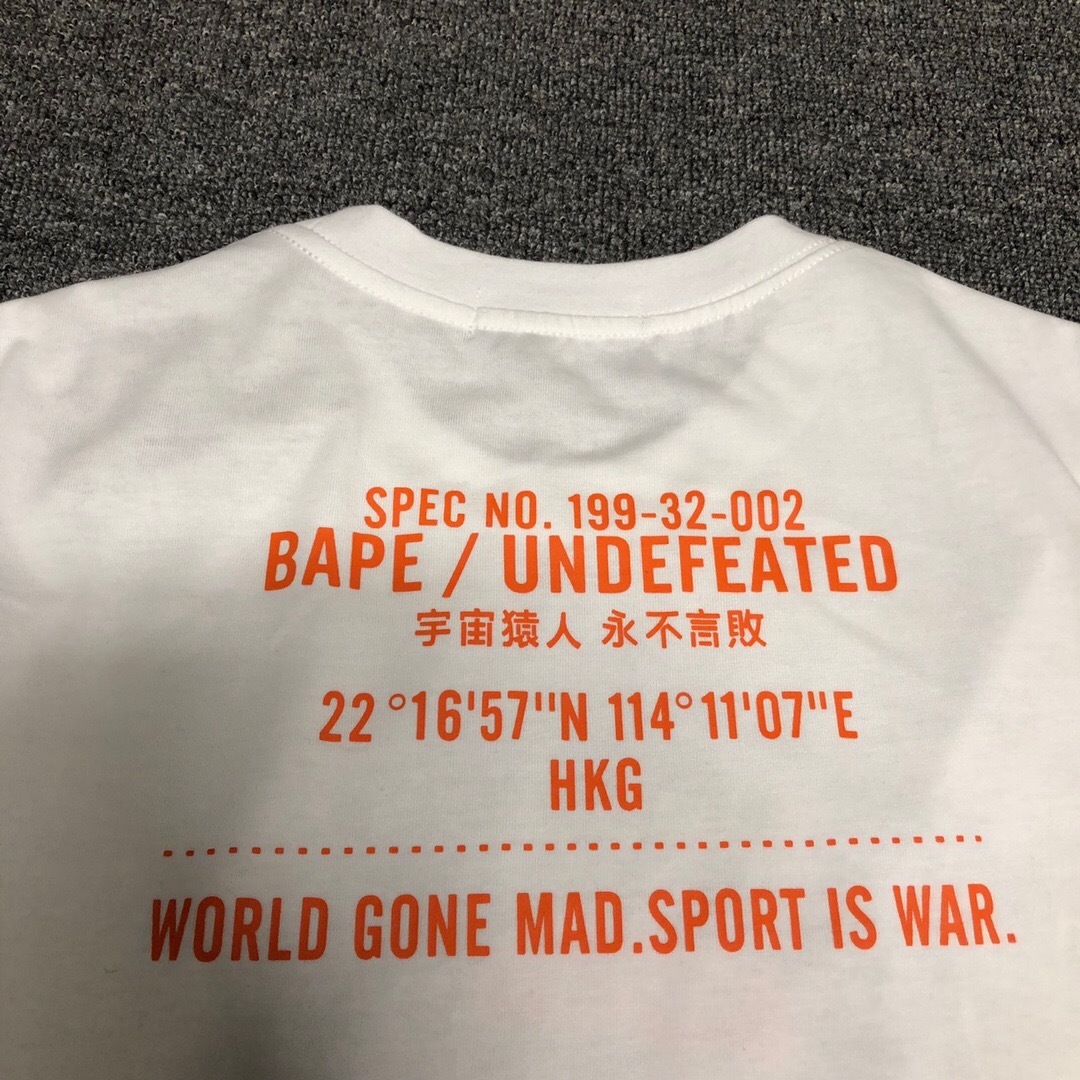 SPEC NO. 199-32-002
BAPE / UNDEFEATED
宇宙猿人 永不言敗
22°16'57"N 114°11'07"E
HKG
WORLD GONE MAD.SPORT IS WAR.